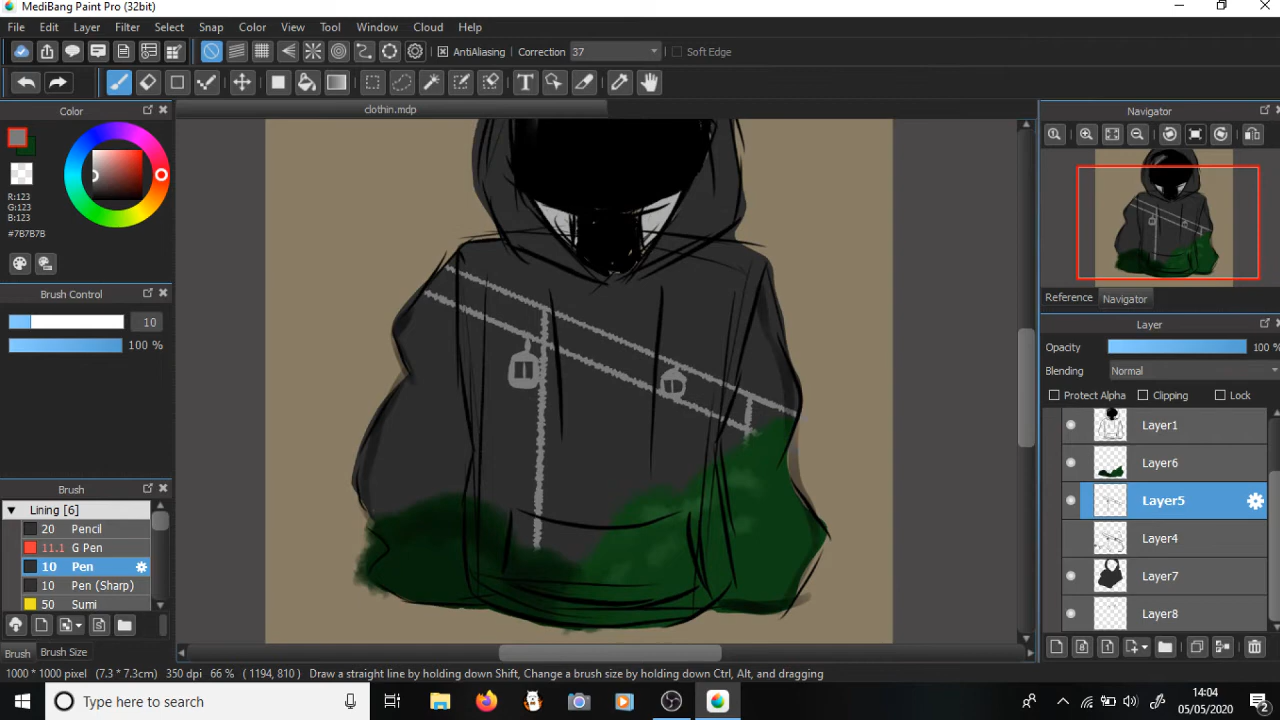 MediBang Paint Pro (32bit)
File Edit Layer Filter Select Snap Color View Tool Window Cloud Help
AntiAliasing Correction 37 Soft Edge
T
Color clothin.mdp Navigator
R:123
G:123
B:123
#7B7B7B
Brush Control
10
100 %
Reference Navigator
Layer
Opacity 100 %
Blending Normal
Protect Alpha Clipping Lock
Layer1
Layer6
Layer5
Layer4
Layer7
Layer8
Brush
Lining [6]
20 Pencil
11.1 G Pen
10 Pen
10 Pen (Sharp)
50 Sumi
Brush Brush Size
1000 * 1000 pixel (7.3 * 7.3cm) 350 dpi 66 % (1194, 810) Draw a straight line by holding down Shift, Change a brush size by holding down Ctrl, Alt, and dragging
Type here to search
14:04
05/05/2020
2